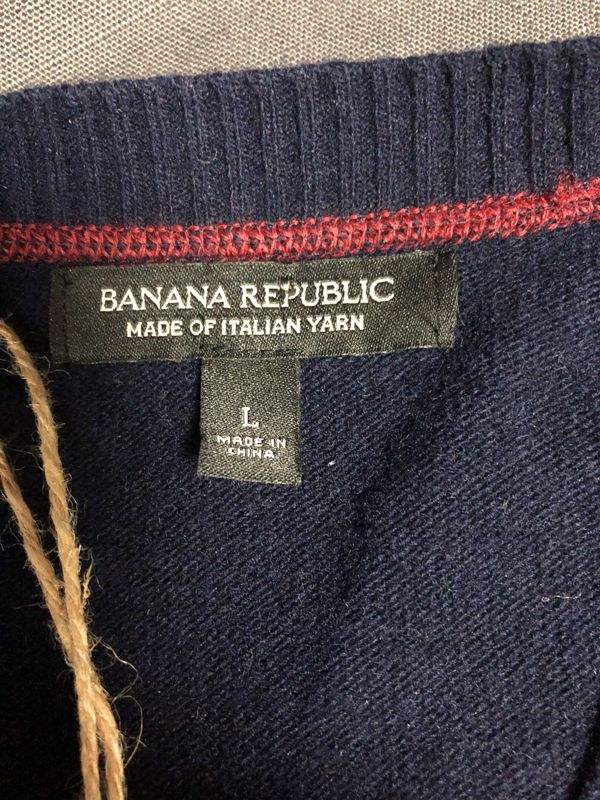 BANANA REPUBLIC
MADE OF ITALIAN YARN
L
MADE IN
CHINA